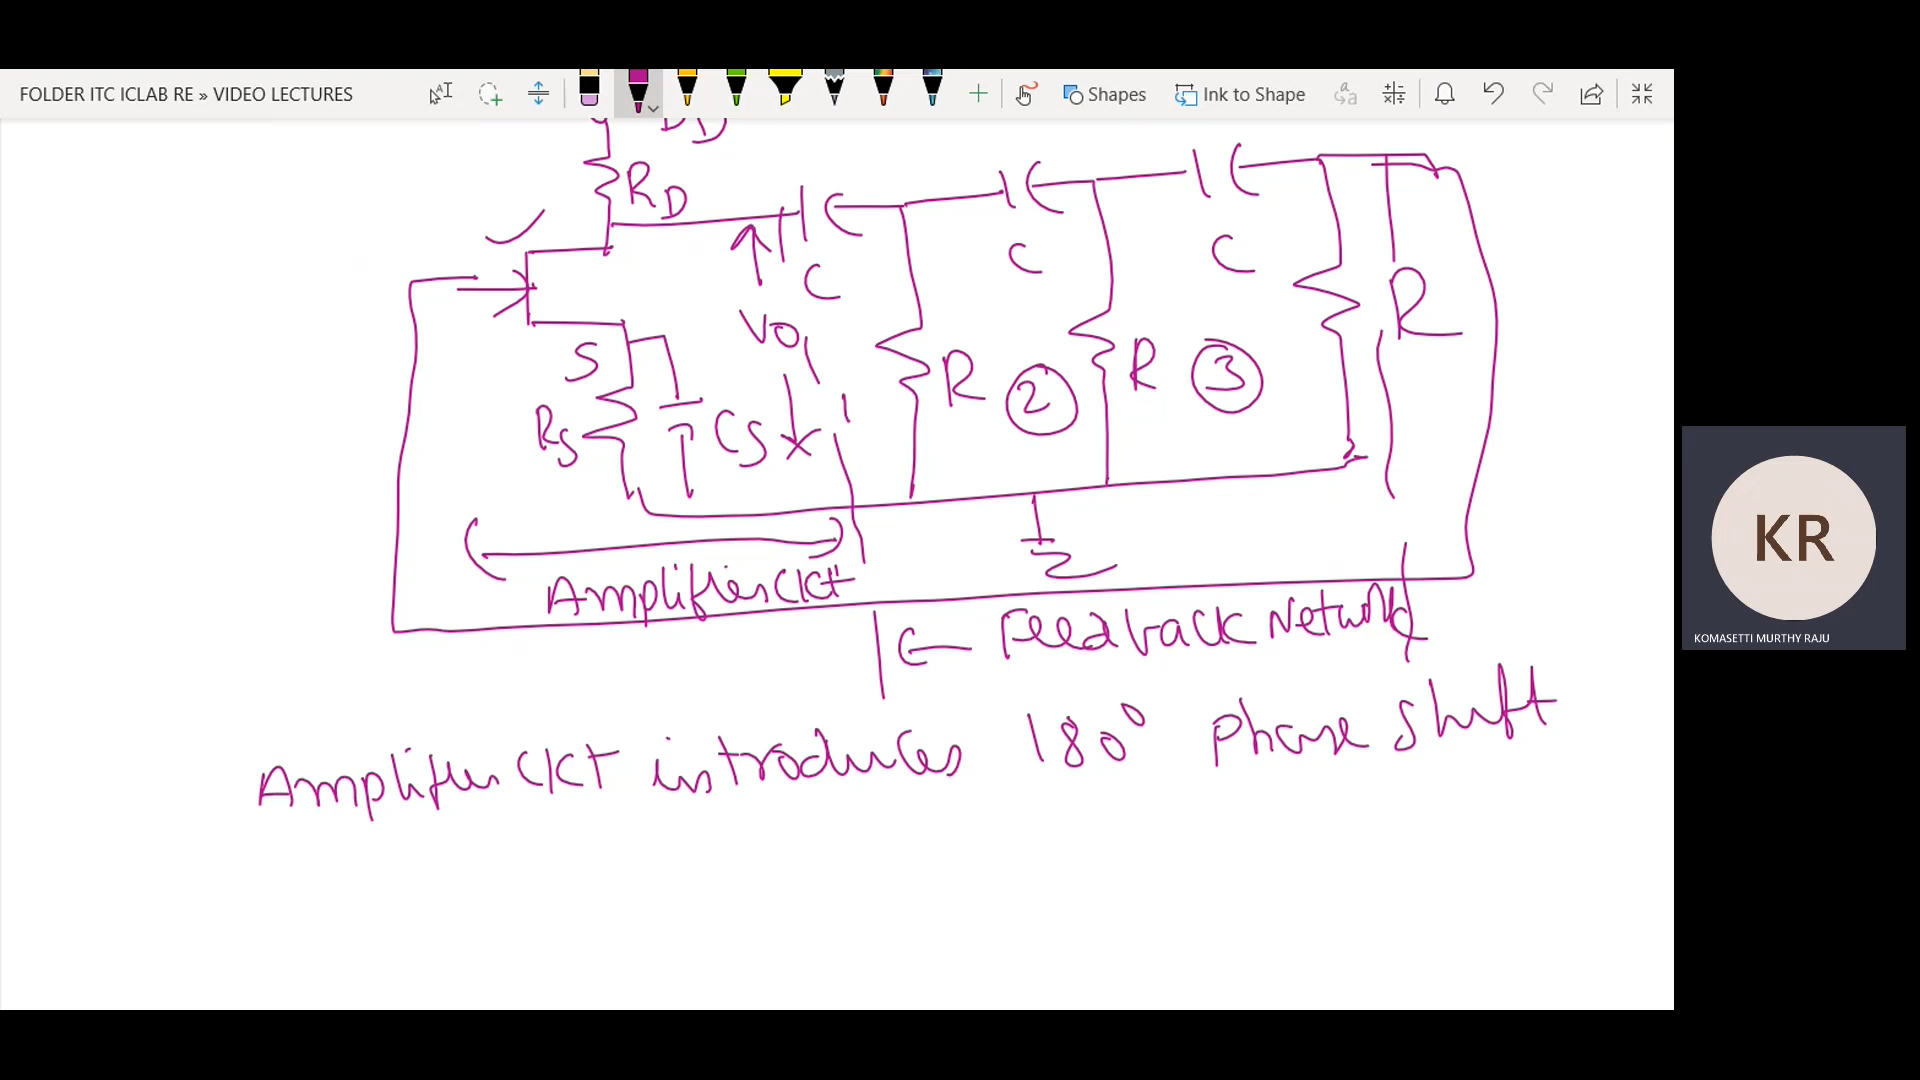 FOLDER ITC ICLAB RE » VIDEO LECTURES
Shapes
Ink to Shape
DD
RD
C
C
C
Vo
S
RS
CS
R
2
R
3
R
Amplifier CKT
Feedback Network
KR
KOMASETTI MURTHY RAJU
Amplifier CKT introduces 180° phase shift